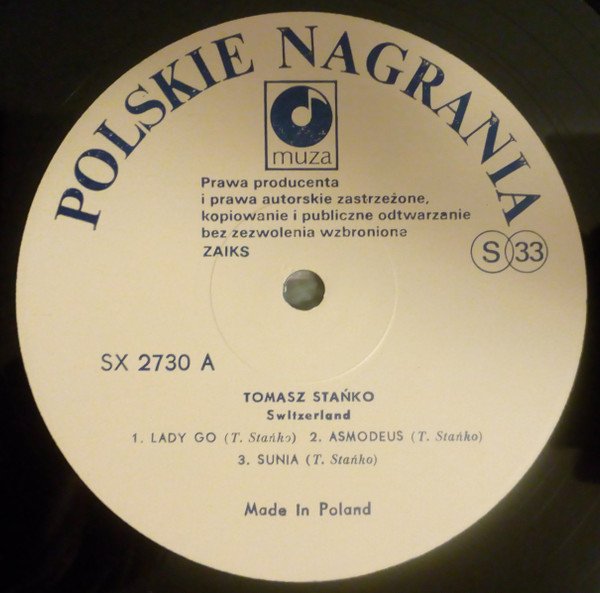 POLSKIE NAGRANIA
muza
Prawa producenta
i prawa autorskie zastrzeżone,
kopiowanie i publiczne odtwarzanie
bez zezwolenia wzbronione
ZAIKS
S 33
SX 2730 A
TOMASZ STAŃKO
Switzerland
1. LADY GO (T. Stańko) 2. ASMODEUS (T. Stańko)
3. SUNIA (T. Stańko)
Made In Poland